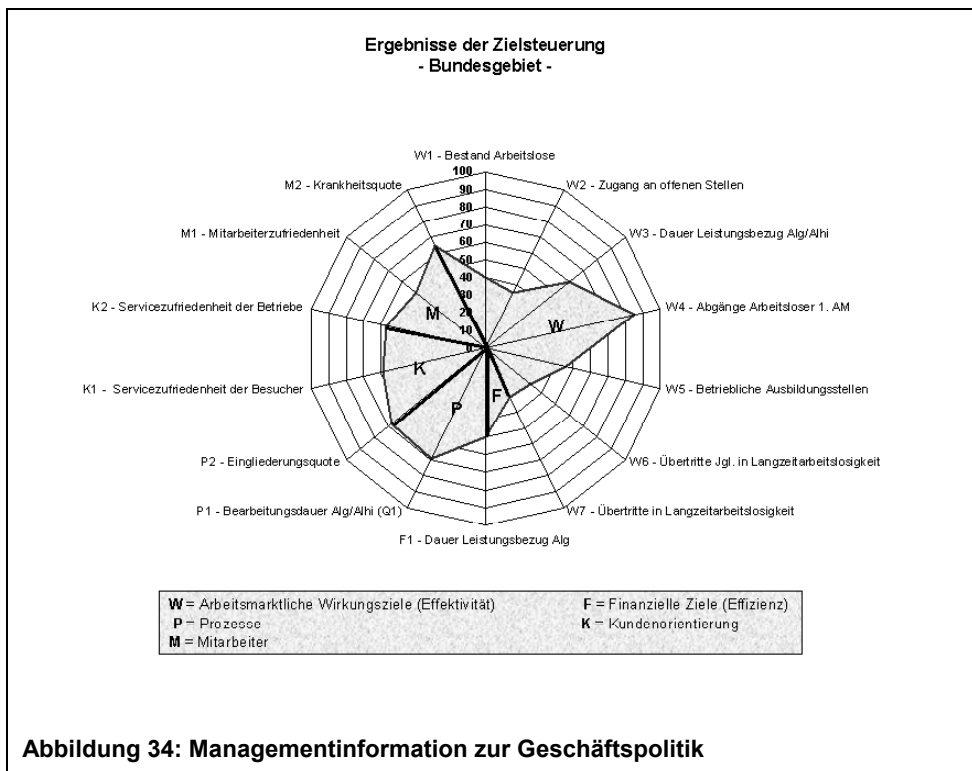 Ergebnisse der Zielsteuerung
- Bundesgebiet -
W1 - Bestand Arbeitslose
M2 - Krankheitsquote
W2 - Zugang an offenen Stellen
M1 - Mitarbeiterzufriedenheit
W3 - Dauer Leistungsbezug Alg/Alhi
K2 - Servicezufriedenheit der Betriebe
W4 - Abgänge Arbeitsloser 1. AM
K1 - Servicezufriedenheit der Besucher
W5 - Betriebliche Ausbildungsstellen
P2 - Eingliederungsquote
W6 - Übertritte Jgl. in Langzeitarbeitslosigkeit
P1 - Bearbeitungsdauer Alg/Alhi (Q1)
W7 - Übertritte in Langzeitarbeitslosigkeit
F1 - Dauer Leistungsbezug Alg
100
90
80
70
60
50
40
30
20
10
0
W
M
K
P
F
W = Arbeitsmarktliche Wirkungsziele (Effektivität) F = Finanzielle Ziele (Effizienz)
P = Prozesse K = Kundenorientierung
M = Mitarbeiter
Abbildung 34: Managementinformation zur Geschäftspolitik